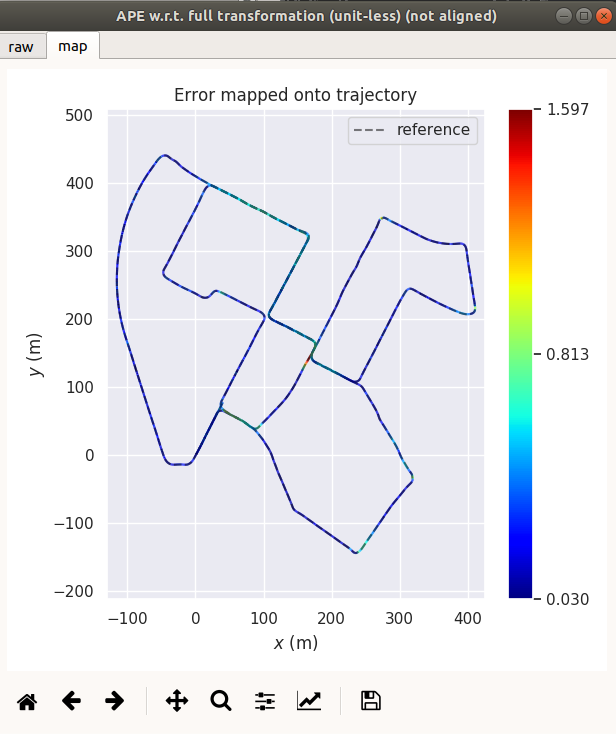 APE w.r.t. full transformation (unit-less) (not aligned)
raw map
Error mapped onto trajectory
reference
500
400
300
200
100
0
−100
−200
y (m)
−100 0 100 200 300 400
x (m)
1.597
0.813
0.030